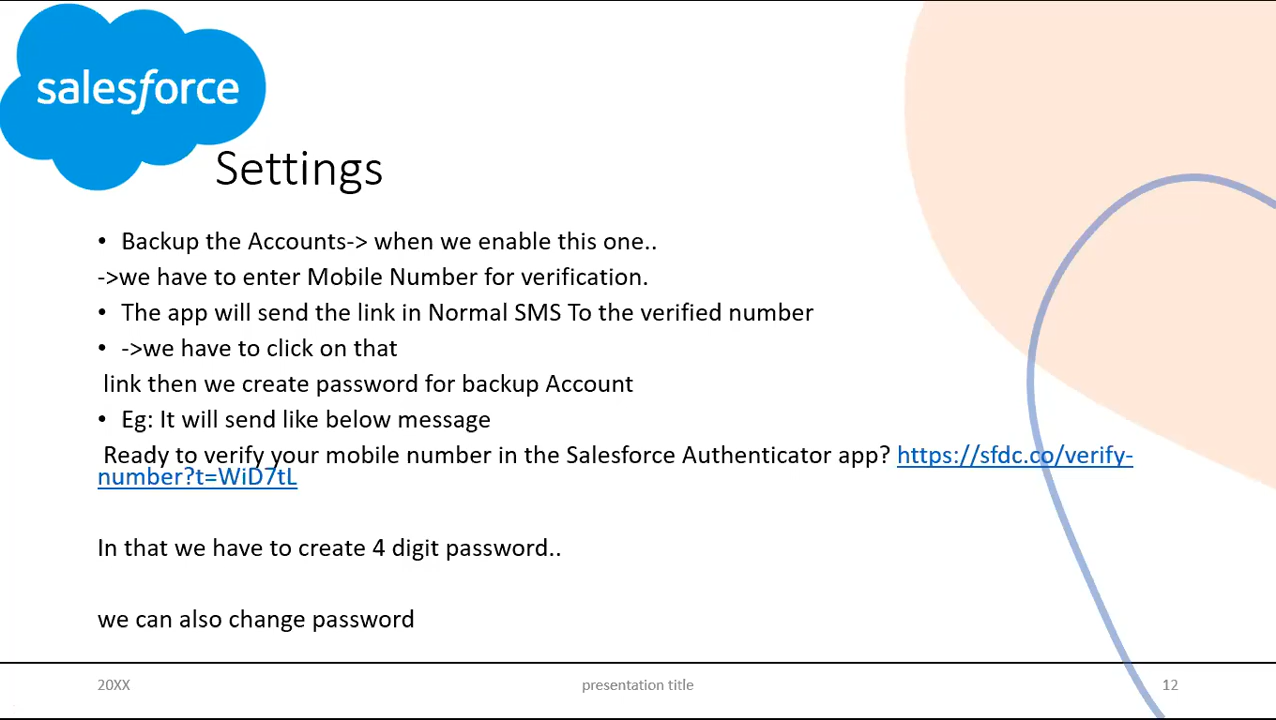 salesforce
Settings
• Backup the Accounts-> when we enable this one..
->we have to enter Mobile Number for verification.
• The app will send the link in Normal SMS To the verified number
• ->we have to click on that
link then we create password for backup Account
• Eg: It will send like below message
Ready to verify your mobile number in the Salesforce Authenticator app? https://sfdc.co/verify-
number?t=WiD7tL
In that we have to create 4 digit password..
we can also change password
20XX
presentation title
12